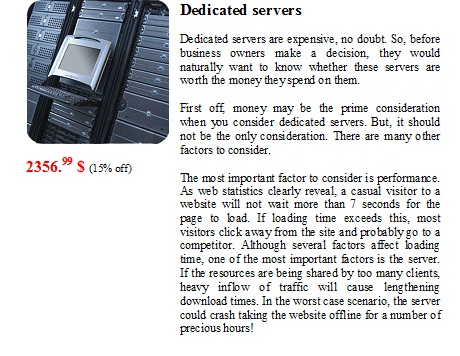 Dedicated servers
Dedicated servers are expensive, no doubt. So, before
business owners make a decision, they would
naturally want to know whether these servers are
worth the money they spend on them.
First off, money may be the prime consideration
when you consider dedicated servers. But, it should
not be the only consideration. There are many other
factors to consider.
2356.99 $ (15% off)
The most important factor to consider is performance.
As web statistics clearly reveal, a casual visitor to a
website will not wait more than 7 seconds for the
page to load. If loading time exceeds this, most
visitors click away from the site and probably go to a
competitor. Although several factors affect loading
time, one of the most important factors is the server.
If the resources are being shared by too many clients,
heavy inflow of traffic will cause lengthening
download times. In the worst case scenario, the server
could crash taking the website offline for a number of
precious hours!